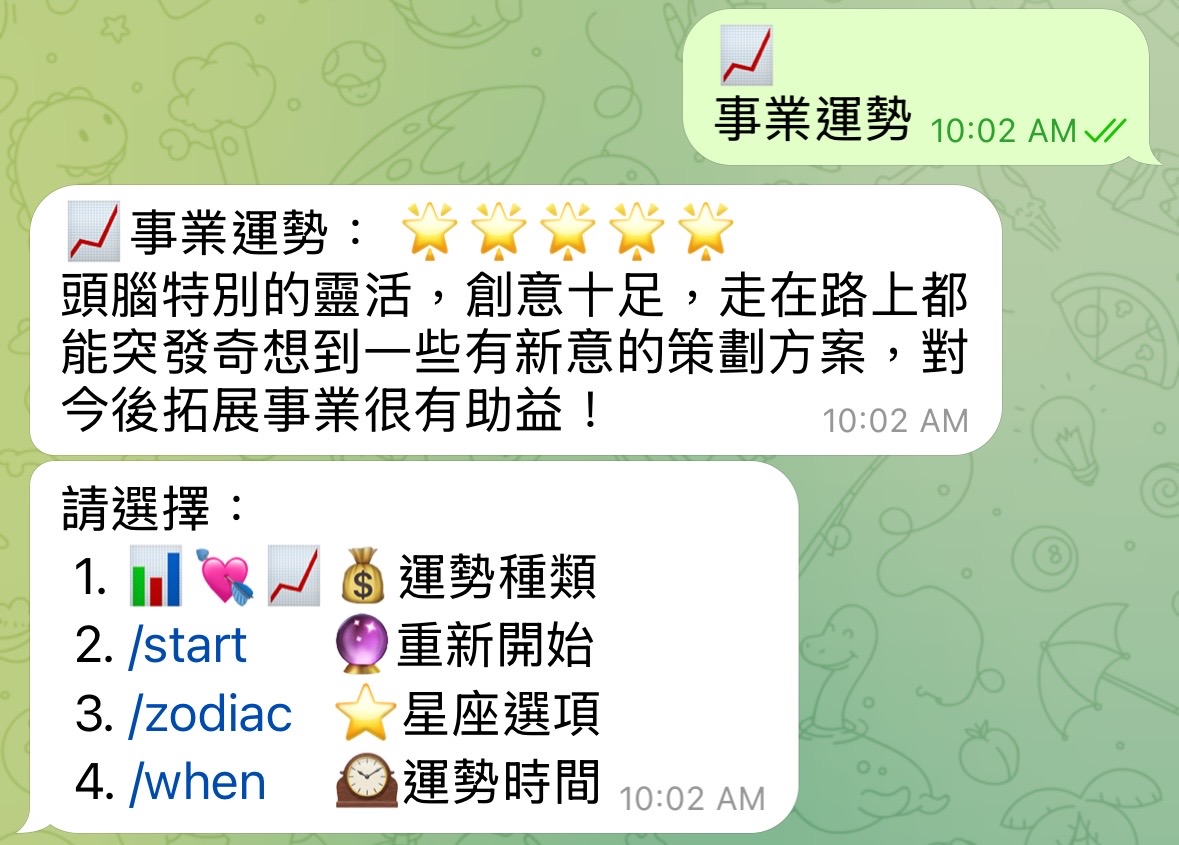 📈
事業運勢 10:02 AM
📈事業運勢： 🌟🌟🌟🌟🌟
頭腦特別的靈活，創意十足，走在路上都
能突發奇想到一些有新意的策劃方案，對
今後拓展事業很有助益！ 10:02 AM
請選擇：
1. 📊💘📈💰運勢種類
2. /start 🔮重新開始
3. /zodiac ⭐星座選項
4. /when 🕰運勢時間 10:02 AM